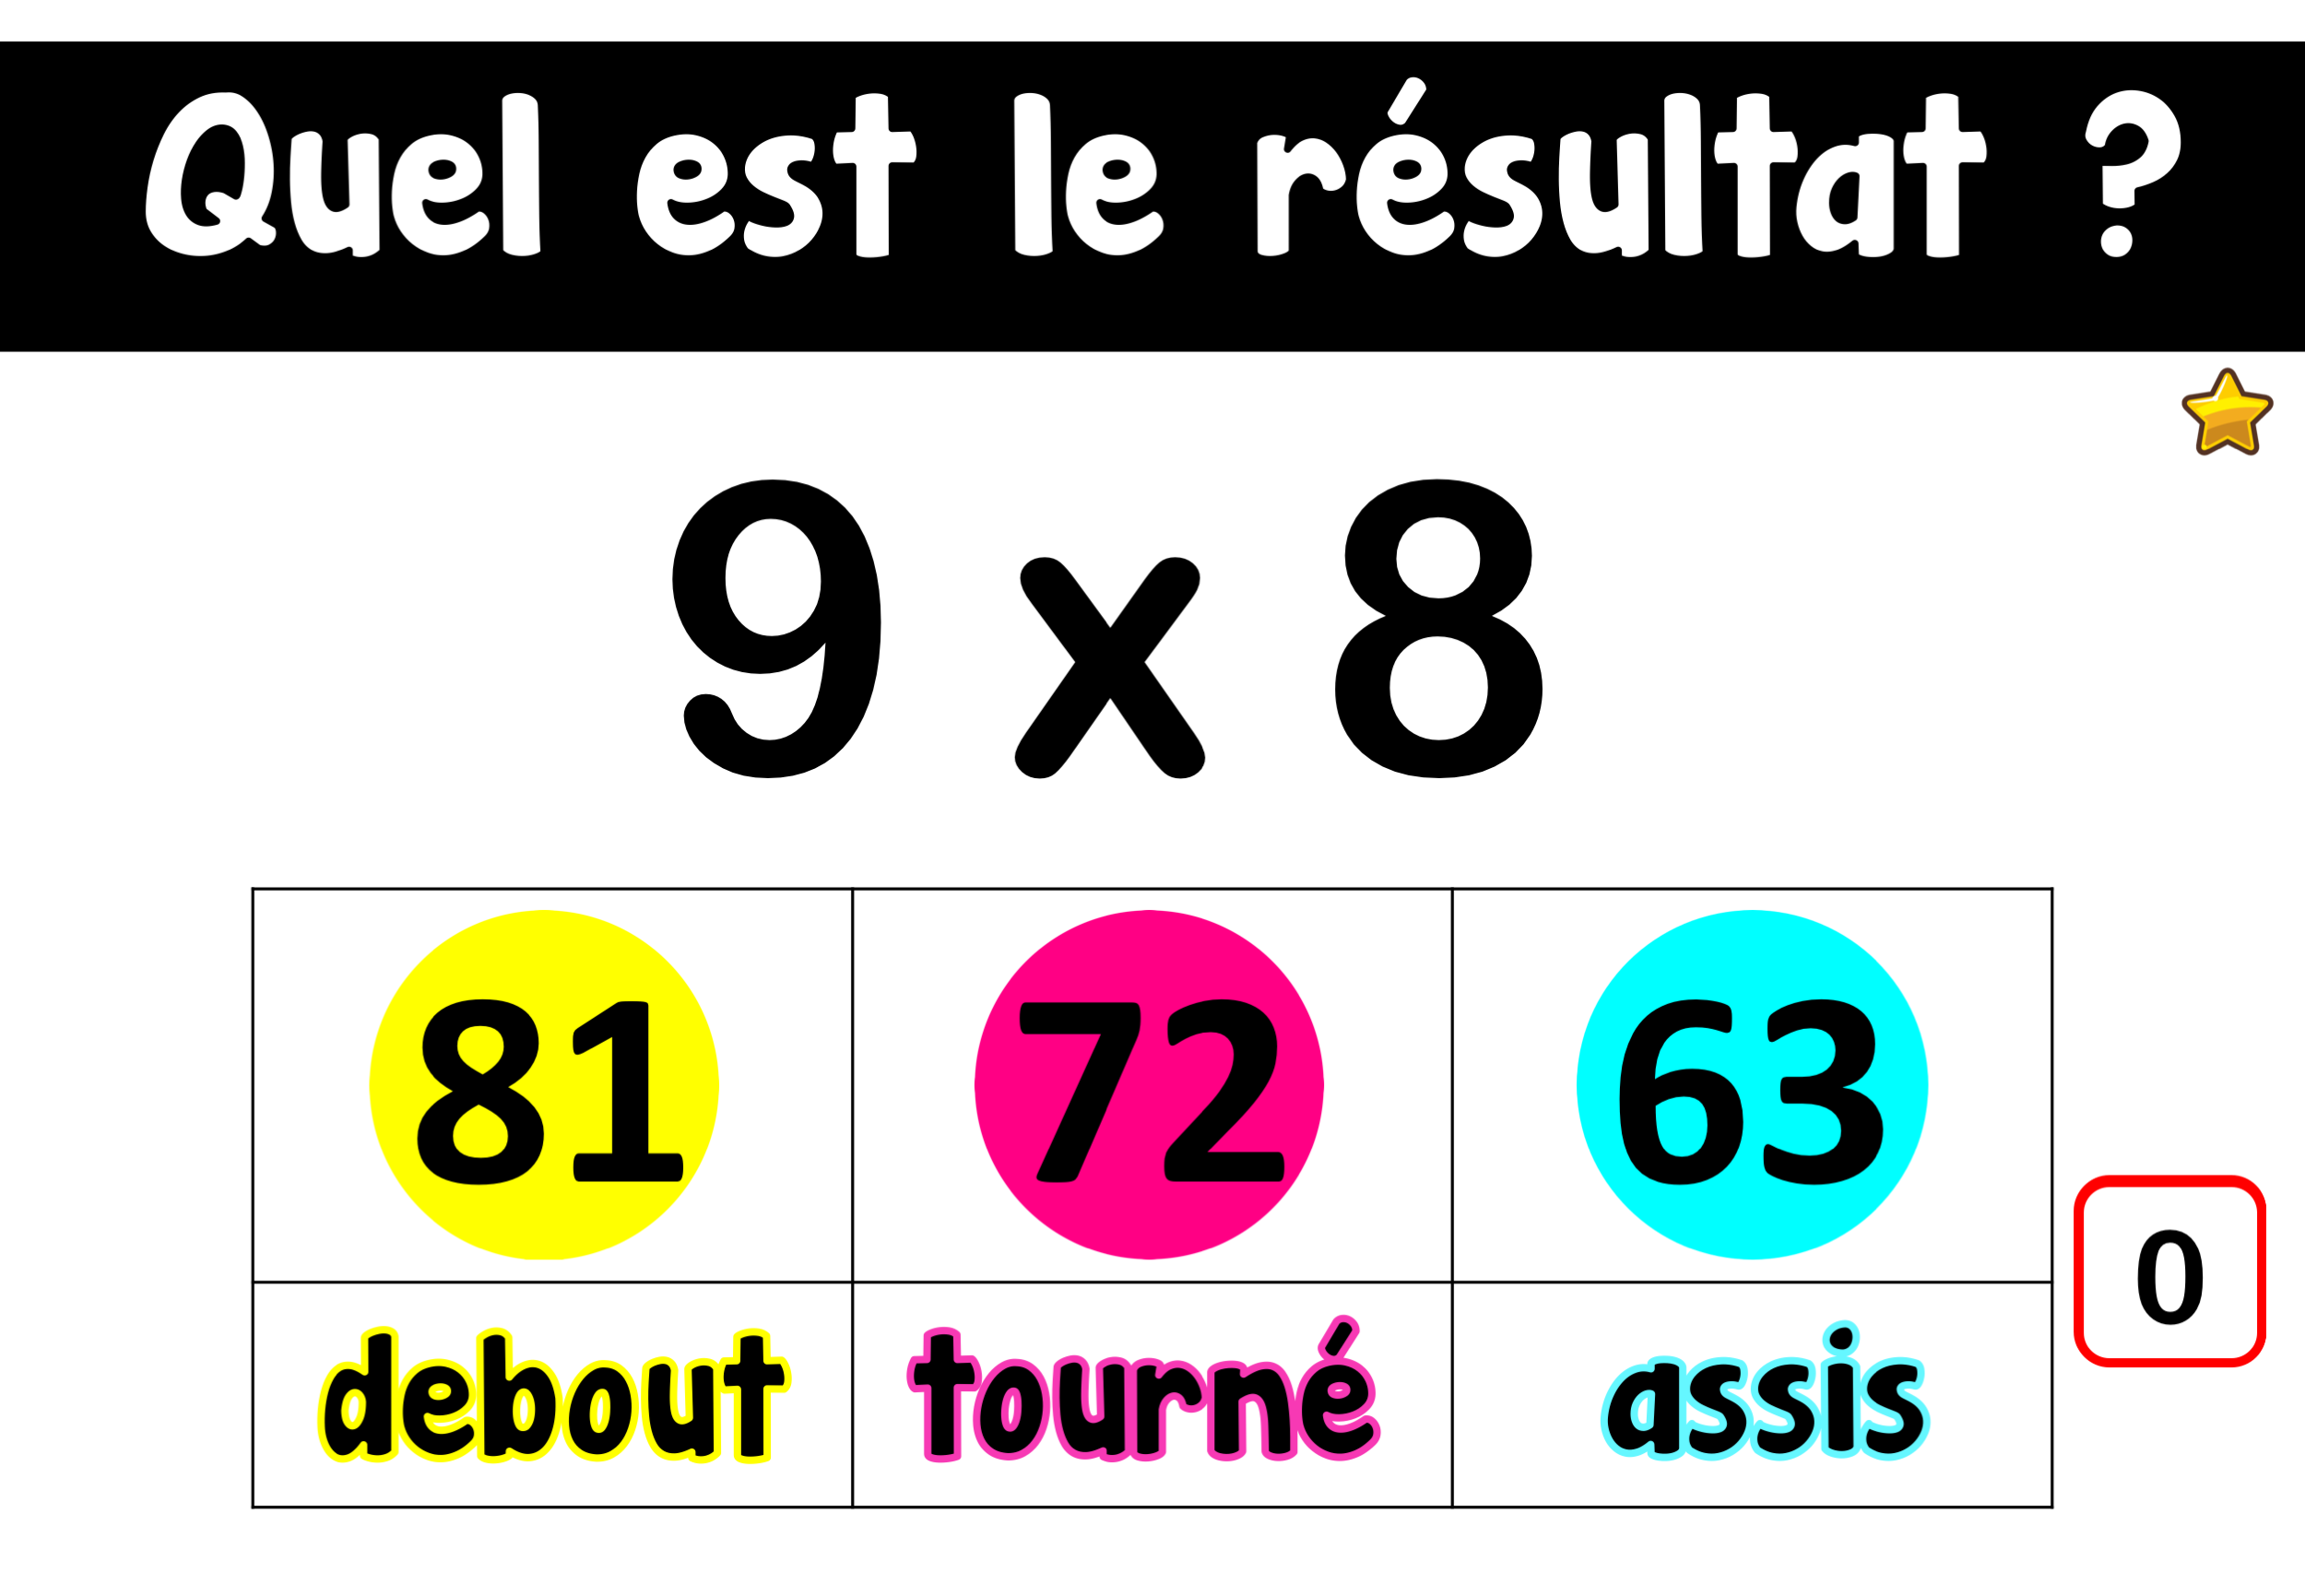 Quel est le résultat ?
9 x 8
81 72 63
0
debout tourné assis